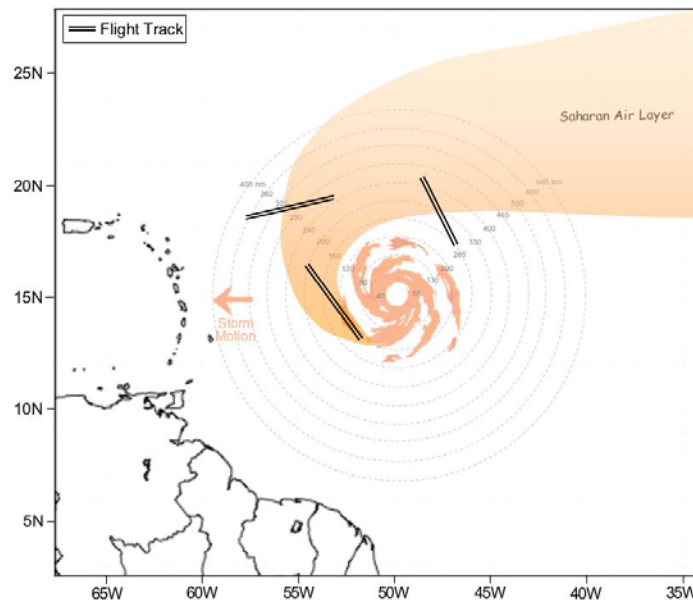 Flight Track
25N
Saharan Air Layer
400 nm
360
665 km
600
20N
320
530
280
465
240
400
200
330
160
265
120
200
80
130
40
65
15N
Storm
Motion
10N
5N
65W
60W
55W
50W
45W
40W
35W